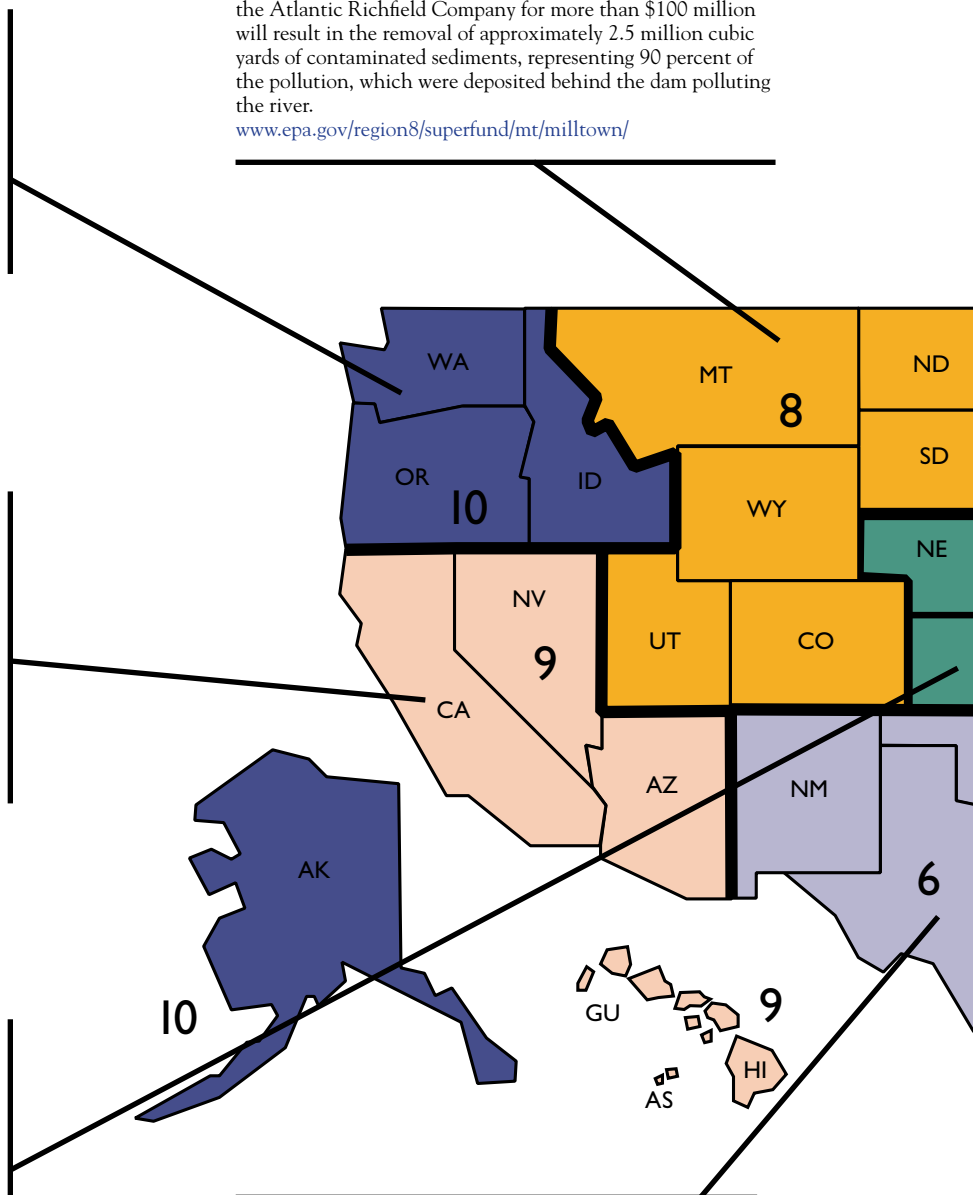 the Atlantic Richfield Company for more than $100 million
will result in the removal of approximately 2.5 million cubic
yards of contaminated sediments, representing 90 percent of
the pollution, which were deposited behind the dam polluting
the river.
www.epa.gov/region8/superfund/mt/milltown/
WA
MT
ND
8
OR
ID
SD
10
WY
NE
NV
UT
CO
9
CA
AZ
NM
AK
6
10
GU
9
HI
AS